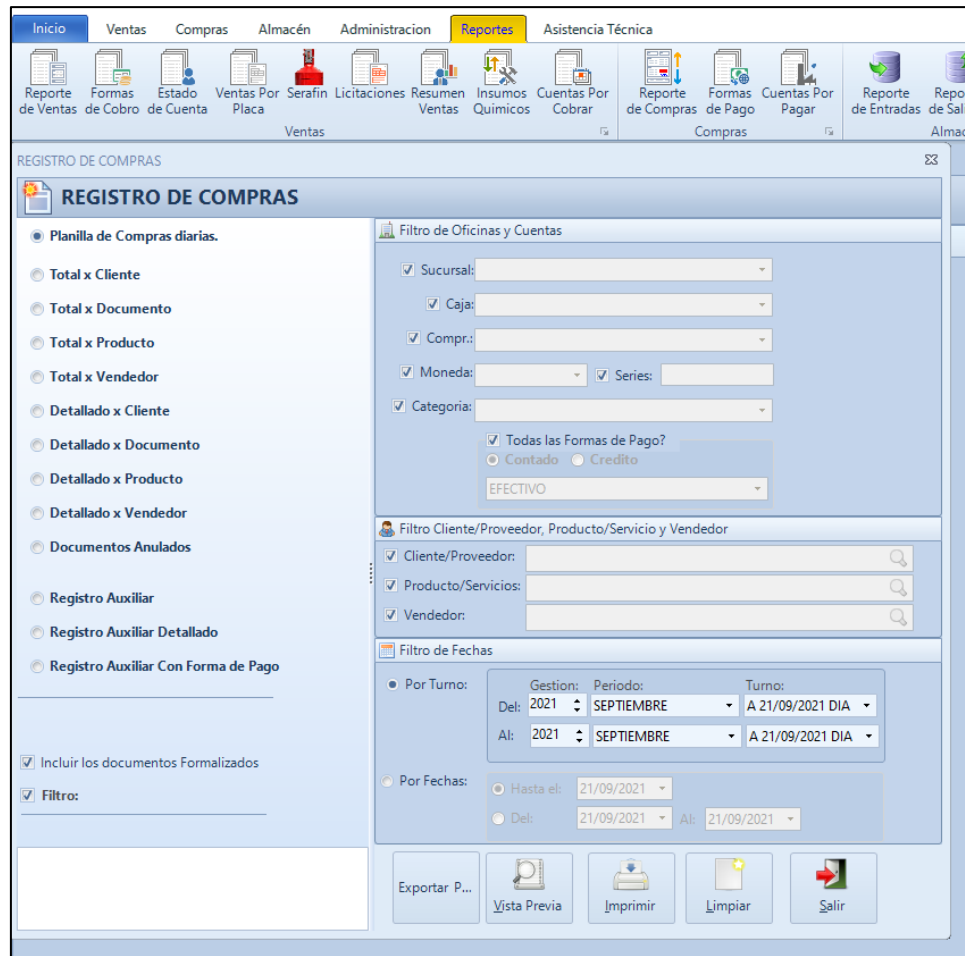 Inicio Ventas Compras Almacén Administracion Reportes Asistencia Técnica
Reporte de Ventas
Formas de Cobro
Estado de Cuenta
Ventas Por Placa
Serafin
Licitaciones
Resumen Ventas
Insumos Quimicos
Cuentas Por Cobrar
Reporte de Compras
Formas de Pago
Cuentas Por Pagar
Reporte de Entradas
Ventas Compras
REGISTRO DE COMPRAS
REGISTRO DE COMPRAS
Planilla de Compras diarias.
Total x Cliente
Total x Documento
Total x Producto
Total x Vendedor
Detallado x Cliente
Detallado x Documento
Detallado x Producto
Detallado x Vendedor
Documentos Anulados
Registro Auxiliar
Registro Auxiliar Detallado
Registro Auxiliar Con Forma de Pago
Incluir los documentos Formalizados
Filtro:
Filtro de Oficinas y Cuentas
Sucursal:
Caja:
Compr.:
Moneda: Series:
Categoria:
Todas las Formas de Pago?
Contado Credito
EFECTIVO
Filtro Cliente/Proveedor, Producto/Servicio y Vendedor
Cliente/Proveedor:
Producto/Servicios:
Vendedor:
Filtro de Fechas
Por Turno: Gestion: Periodo: Turno:
Del: 2021 SEPTIEMBRE A 21/09/2021 DIA
Al: 2021 SEPTIEMBRE A 21/09/2021 DIA
Por Fechas: Hasta el: 21/09/2021
Del: 21/09/2021 Al: 21/09/2021
Exportar P... Vista Previa Imprimir Limpiar Salir